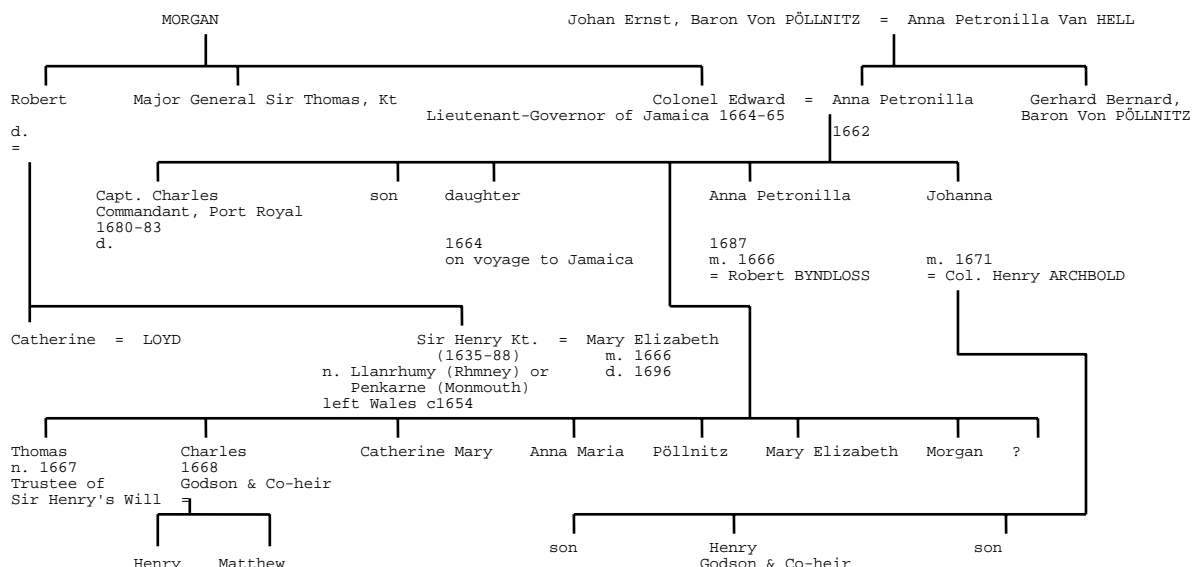 MORGAN
Johan Ernst, Baron Von PÖLLNITZ = Anna Petronilla Van HELL
Robert
Major General Sir Thomas, Kt
Colonel Edward = Anna Petronilla
Gerhard Bernard,
Lieutenant-Governor of Jamaica 1664-65
Baron Von PÖLLNITZ
d.
1662
=
Capt. Charles
son
daughter
Anna Petronilla
Johanna
Commandant, Port Royal
1680-83
d.
1664
1687
on voyage to Jamaica
m. 1666
m. 1671
= Robert BYNDLOSS
= Col. Henry ARCHBOLD
Catherine = LOYD
Sir Henry Kt. = Mary Elizabeth
(1635-88)
m. 1666
n. Llanrhumy (Rhmney) or
d. 1696
Penkarne (Monmouth)
left Wales c1654
Thomas
Charles
Catherine Mary
Anna Maria
Pöllnitz
Mary Elizabeth
Morgan
?
n. 1667
1668
Trustee of
Godson & Co-heir
Sir Henry's Will
=
son
Henry
son
Henry
Matthew
Godson & Co-heir